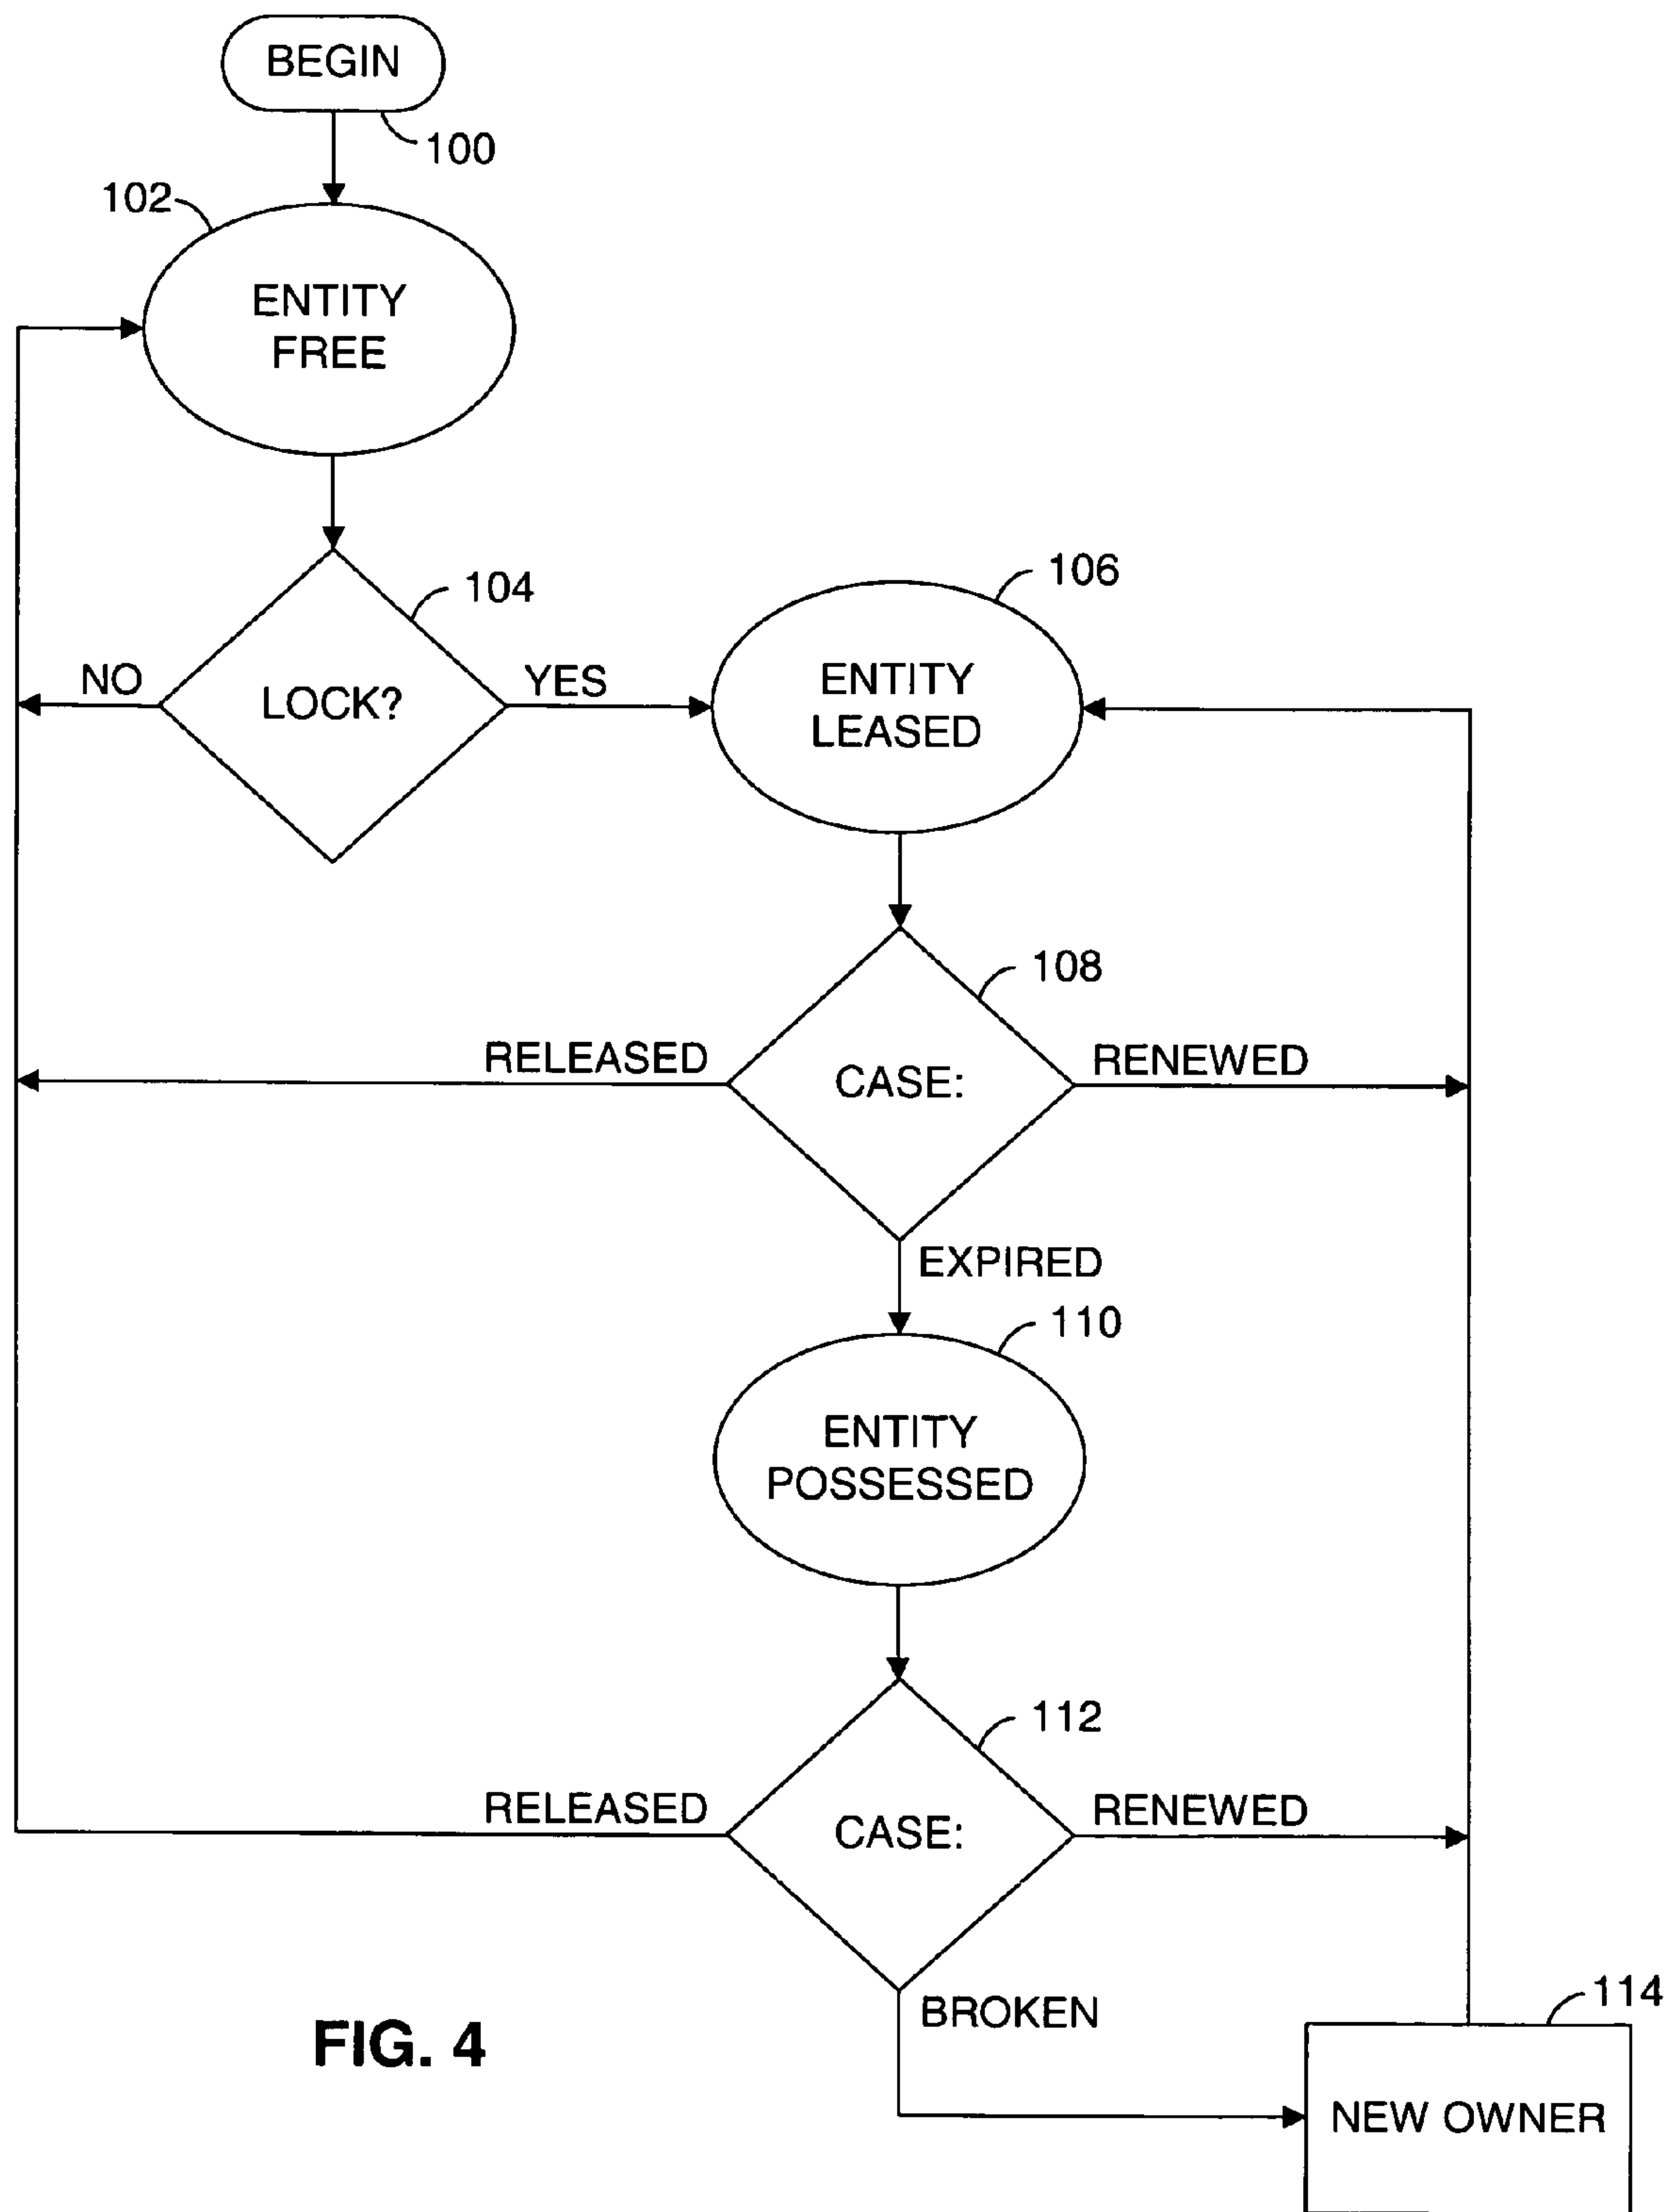 BEGIN
100
102
ENTITY
FREE
104
LOCK?
NO
YES
106
ENTITY
LEASED
108
CASE:
RELEASED
RENEWED
EXPIRED
110
ENTITY
POSSESSED
112
CASE:
RELEASED
RENEWED
BROKEN
114
NEW OWNER
FIG. 4